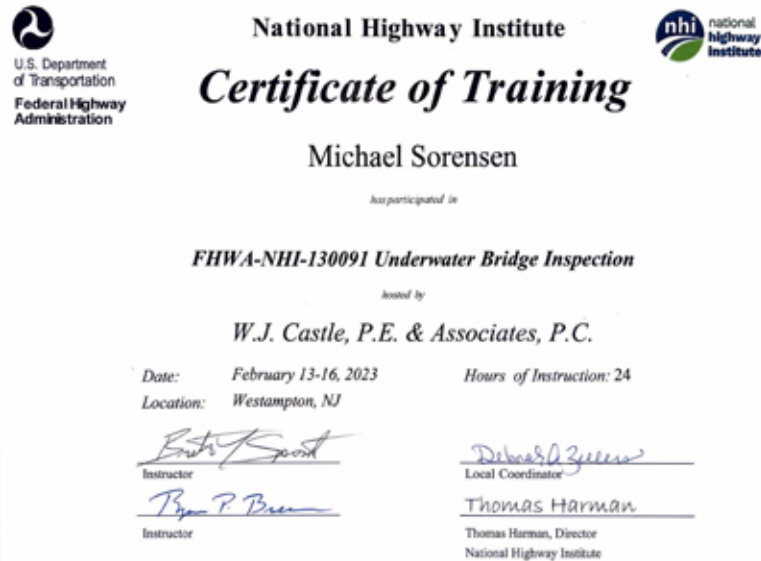 National Highway Institute
nhi national highway institute
U.S. Department
of Transportation
Federal Highway
Administration
Certificate of Training
Michael Sorensen
has participated in
FHWA-NHI-130091 Underwater Bridge Inspection
hosted by
W.J. Castle, P.E. & Associates, P.C.
Date: February 13-16, 2023 Hours of Instruction: 24
Location: Westampton, NJ
Instructor
Local Coordinator
Thomas Harman
Instructor
Thomas Harman, Director
National Highway Institute